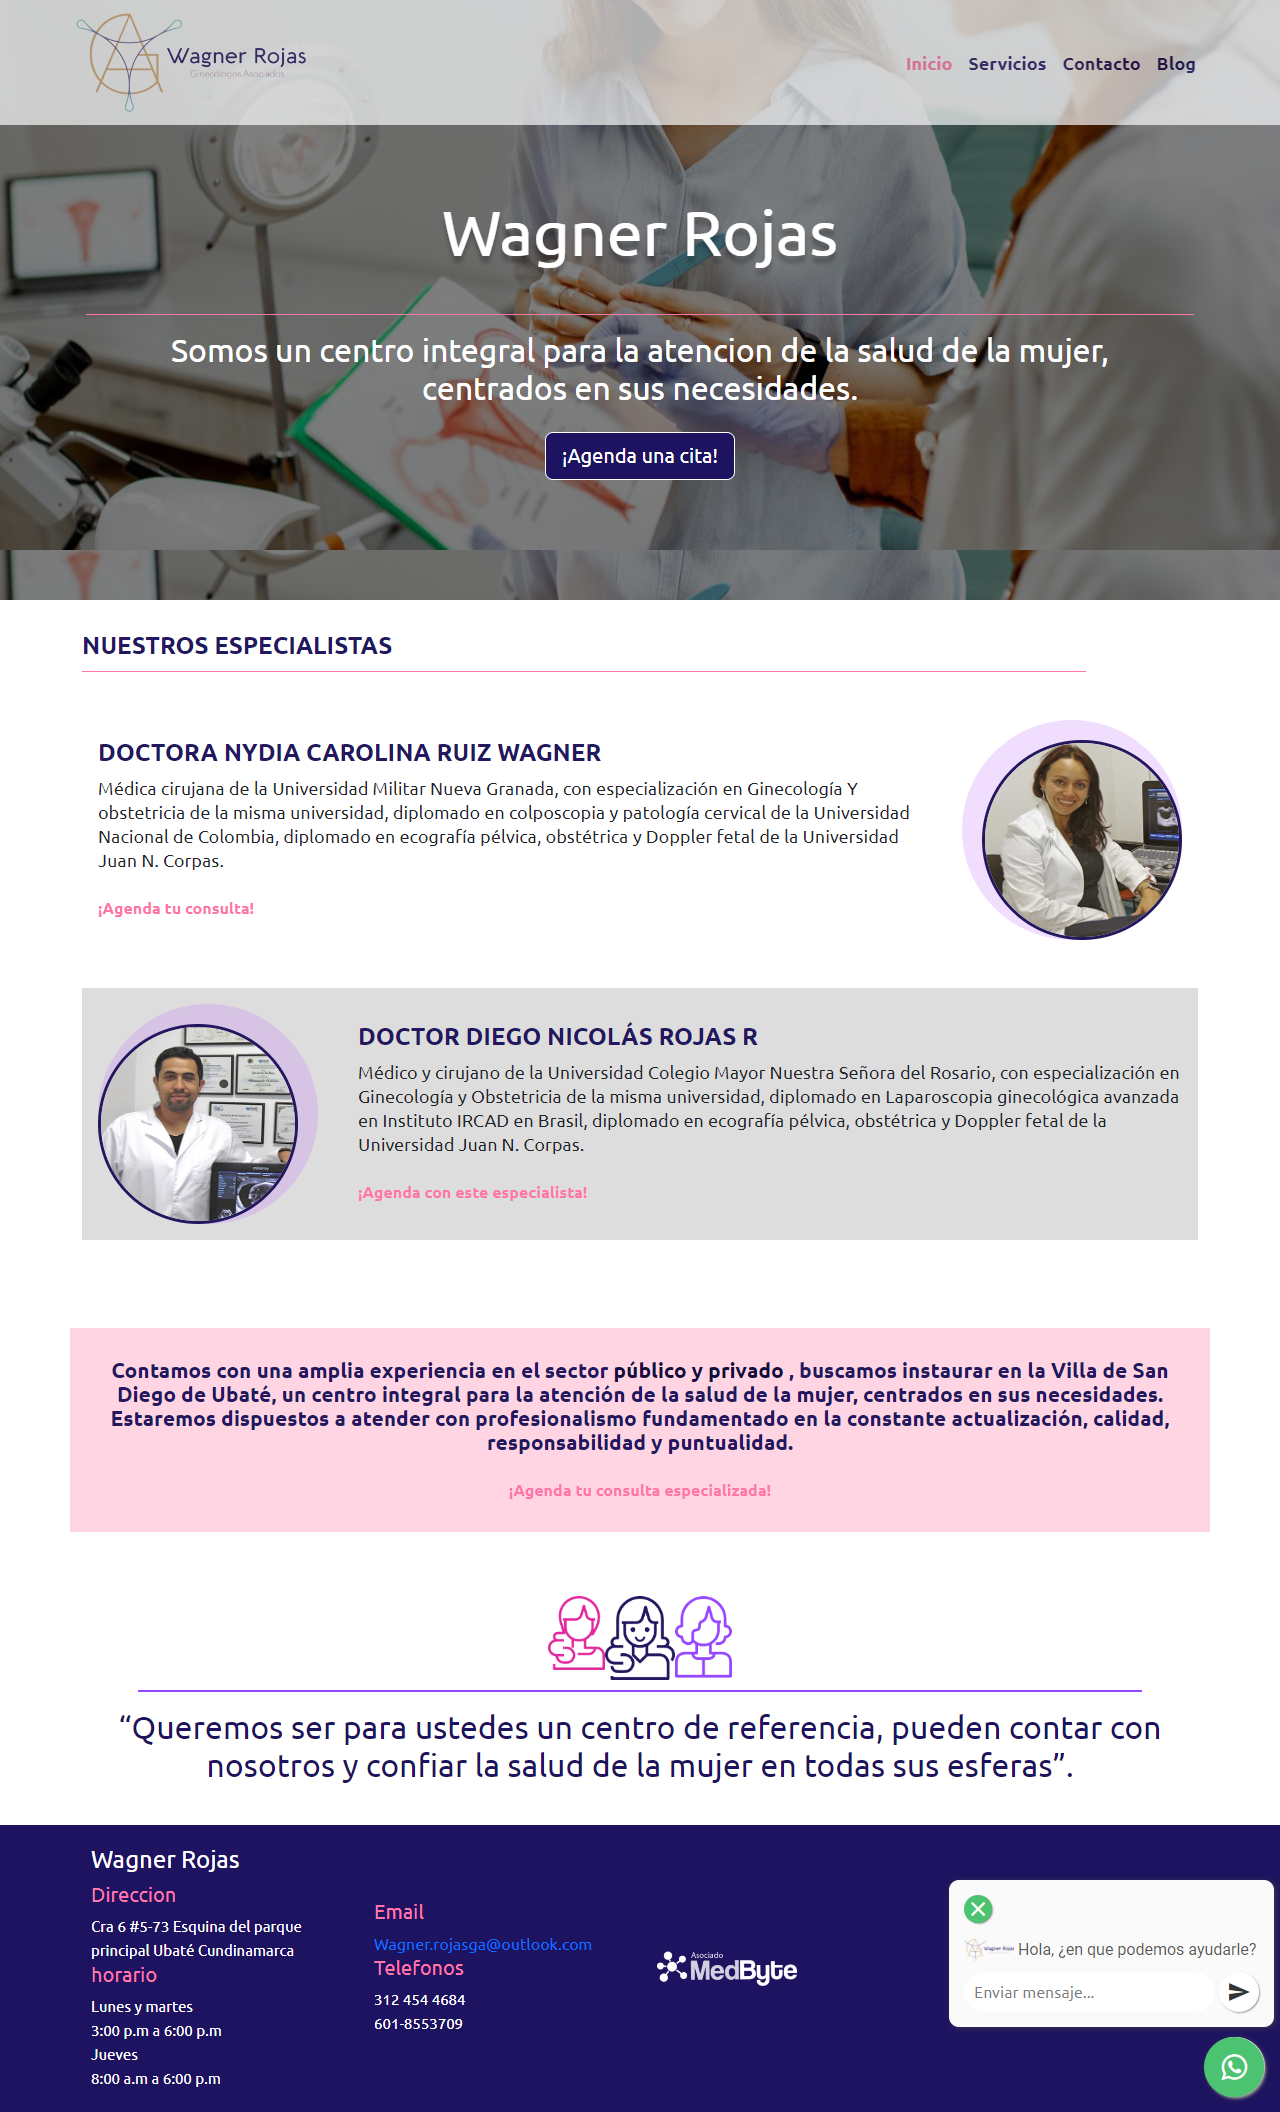 Wagner Rojas
Ginecólogos Asociados
Inicio Servicios Contacto Blog
Wagner Rojas
Somos un centro integral para la atencion de la salud de la mujer,
centrados en sus necesidades.
¡Agenda una cita!
NUESTROS ESPECIALISTAS
DOCTORA NYDIA CAROLINA RUIZ WAGNER
Médica cirujana de la Universidad Militar Nueva Granada, con especialización en Ginecología Y
obstetricia de la misma universidad, diplomado en colposcopia y patología cervical de la Universidad
Nacional de Colombia, diplomado en ecografía pélvica, obstétrica y Doppler fetal de la Universidad
Juan N. Corpas.
¡Agenda tu consulta!
DOCTOR DIEGO NICOLÁS ROJAS R
Médico y cirujano de la Universidad Colegio Mayor Nuestra Señora del Rosario, con especialización en
Ginecología y Obstetricia de la misma universidad, diplomado en Laparoscopia ginecológica avanzada
en Instituto IRCAD en Brasil, diplomado en ecografía pélvica, obstétrica y Doppler fetal de la
Universidad Juan N. Corpas.
¡Agenda con este especialista!
Contamos con una amplia experiencia en el sector público y privado , buscamos instaurar en la Villa de San
Diego de Ubaté, un centro integral para la atención de la salud de la mujer, centrados en sus necesidades.
Estaremos dispuestos a atender con profesionalismo fundamentado en la constante actualización, calidad,
responsabilidad y puntualidad.
¡Agenda tu consulta especializada!
“Queremos ser para ustedes un centro de referencia, pueden contar con
nosotros y confiar la salud de la mujer en todas sus esferas”.
Wagner Rojas
Direccion
Cra 6 #5-73 Esquina del parque
principal Ubaté Cundinamarca
horario
Lunes y martes
3:00 p.m a 6:00 p.m
Jueves
8:00 a.m a 6:00 p.m
Email
Wagner.rojasga@outlook.com
Telefonos
312 454 4684
601-8553709
Asociado
MedByte
Wagner Rojas
Hola, ¿en que podemos ayudarle?
Enviar mensaje...